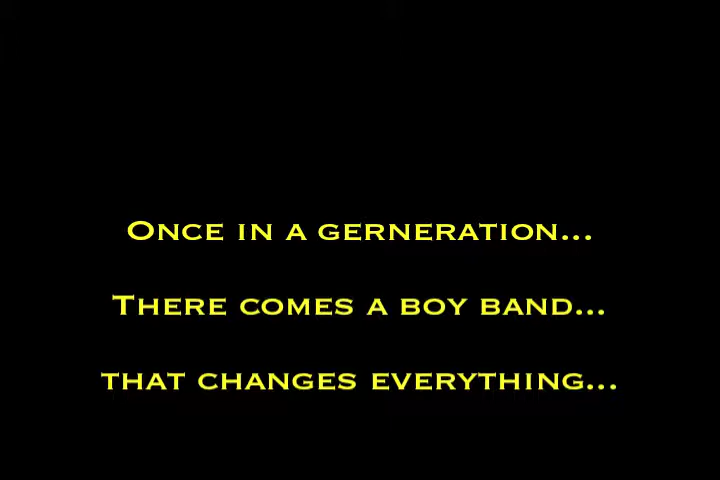 Once in a gerneration...
There comes a boy band...
that changes everything...